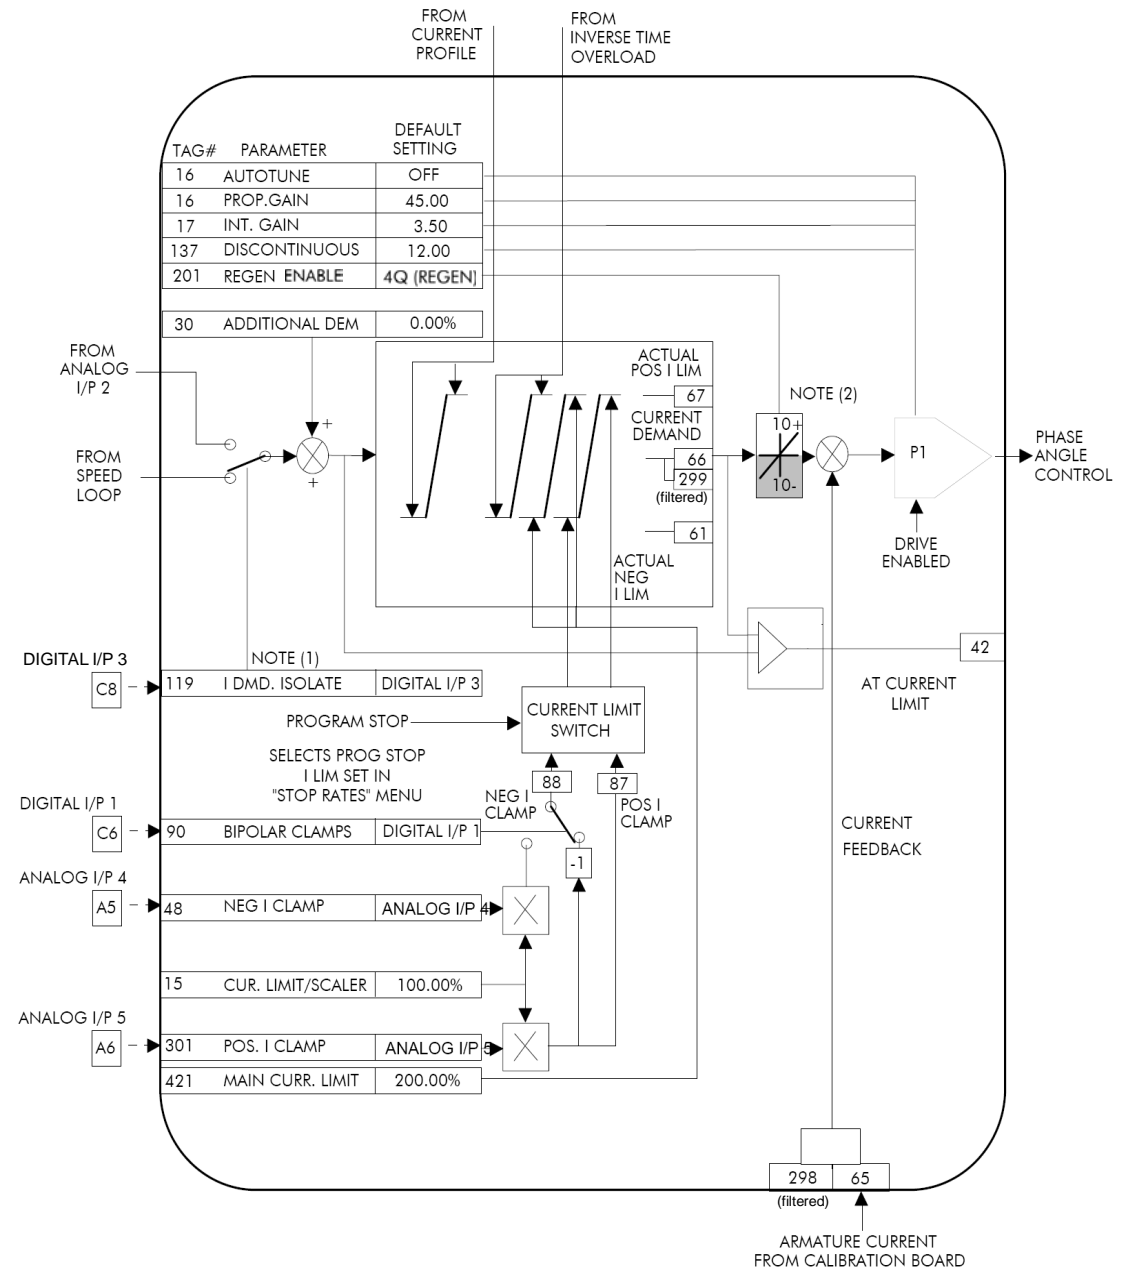 FROM
CURRENT
PROFILE
FROM
INVERSE TIME
OVERLOAD
TAG# PARAMETER DEFAULT
SETTING
16 AUTOTUNE OFF
16 PROP.GAIN 45.00
17 INT. GAIN 3.50
137 DISCONTINUOUS 12.00
201 REGEN ENABLE 4Q (REGEN)
30 ADDITIONAL DEM 0.00%
FROM
ANALOG
I/P 2
FROM
SPEED
LOOP
+
+
ACTUAL
POS I LIM
67
CURRENT
DEMAND
66
299
(filtered)
61
ACTUAL
NEG
I LIM
NOTE (2)
10+
10-
P1
PHASE
ANGLE
CONTROL
DRIVE
ENABLED
42
AT CURRENT
LIMIT
DIGITAL I/P 3
C8
NOTE (1)
119 I DMD. ISOLATE DIGITAL I/P 3
PROGRAM STOP
CURRENT LIMIT
SWITCH
SELECTS PROG STOP
I LIM SET IN
"STOP RATES" MENU
88
87
NEG I
CLAMP
POS I
CLAMP
DIGITAL I/P 1
C6
90 BIPOLAR CLAMPS DIGITAL I/P 1
-1
CURRENT
FEEDBACK
ANALOG I/P 4
A5
48 NEG I CLAMP ANALOG I/P 4
15 CUR. LIMIT/SCALER 100.00%
ANALOG I/P 5
A6
301 POS. I CLAMP ANALOG I/P 5
421 MAIN CURR. LIMIT 200.00%
298 65
(filtered)
ARMATURE CURRENT
FROM CALIBRATION BOARD